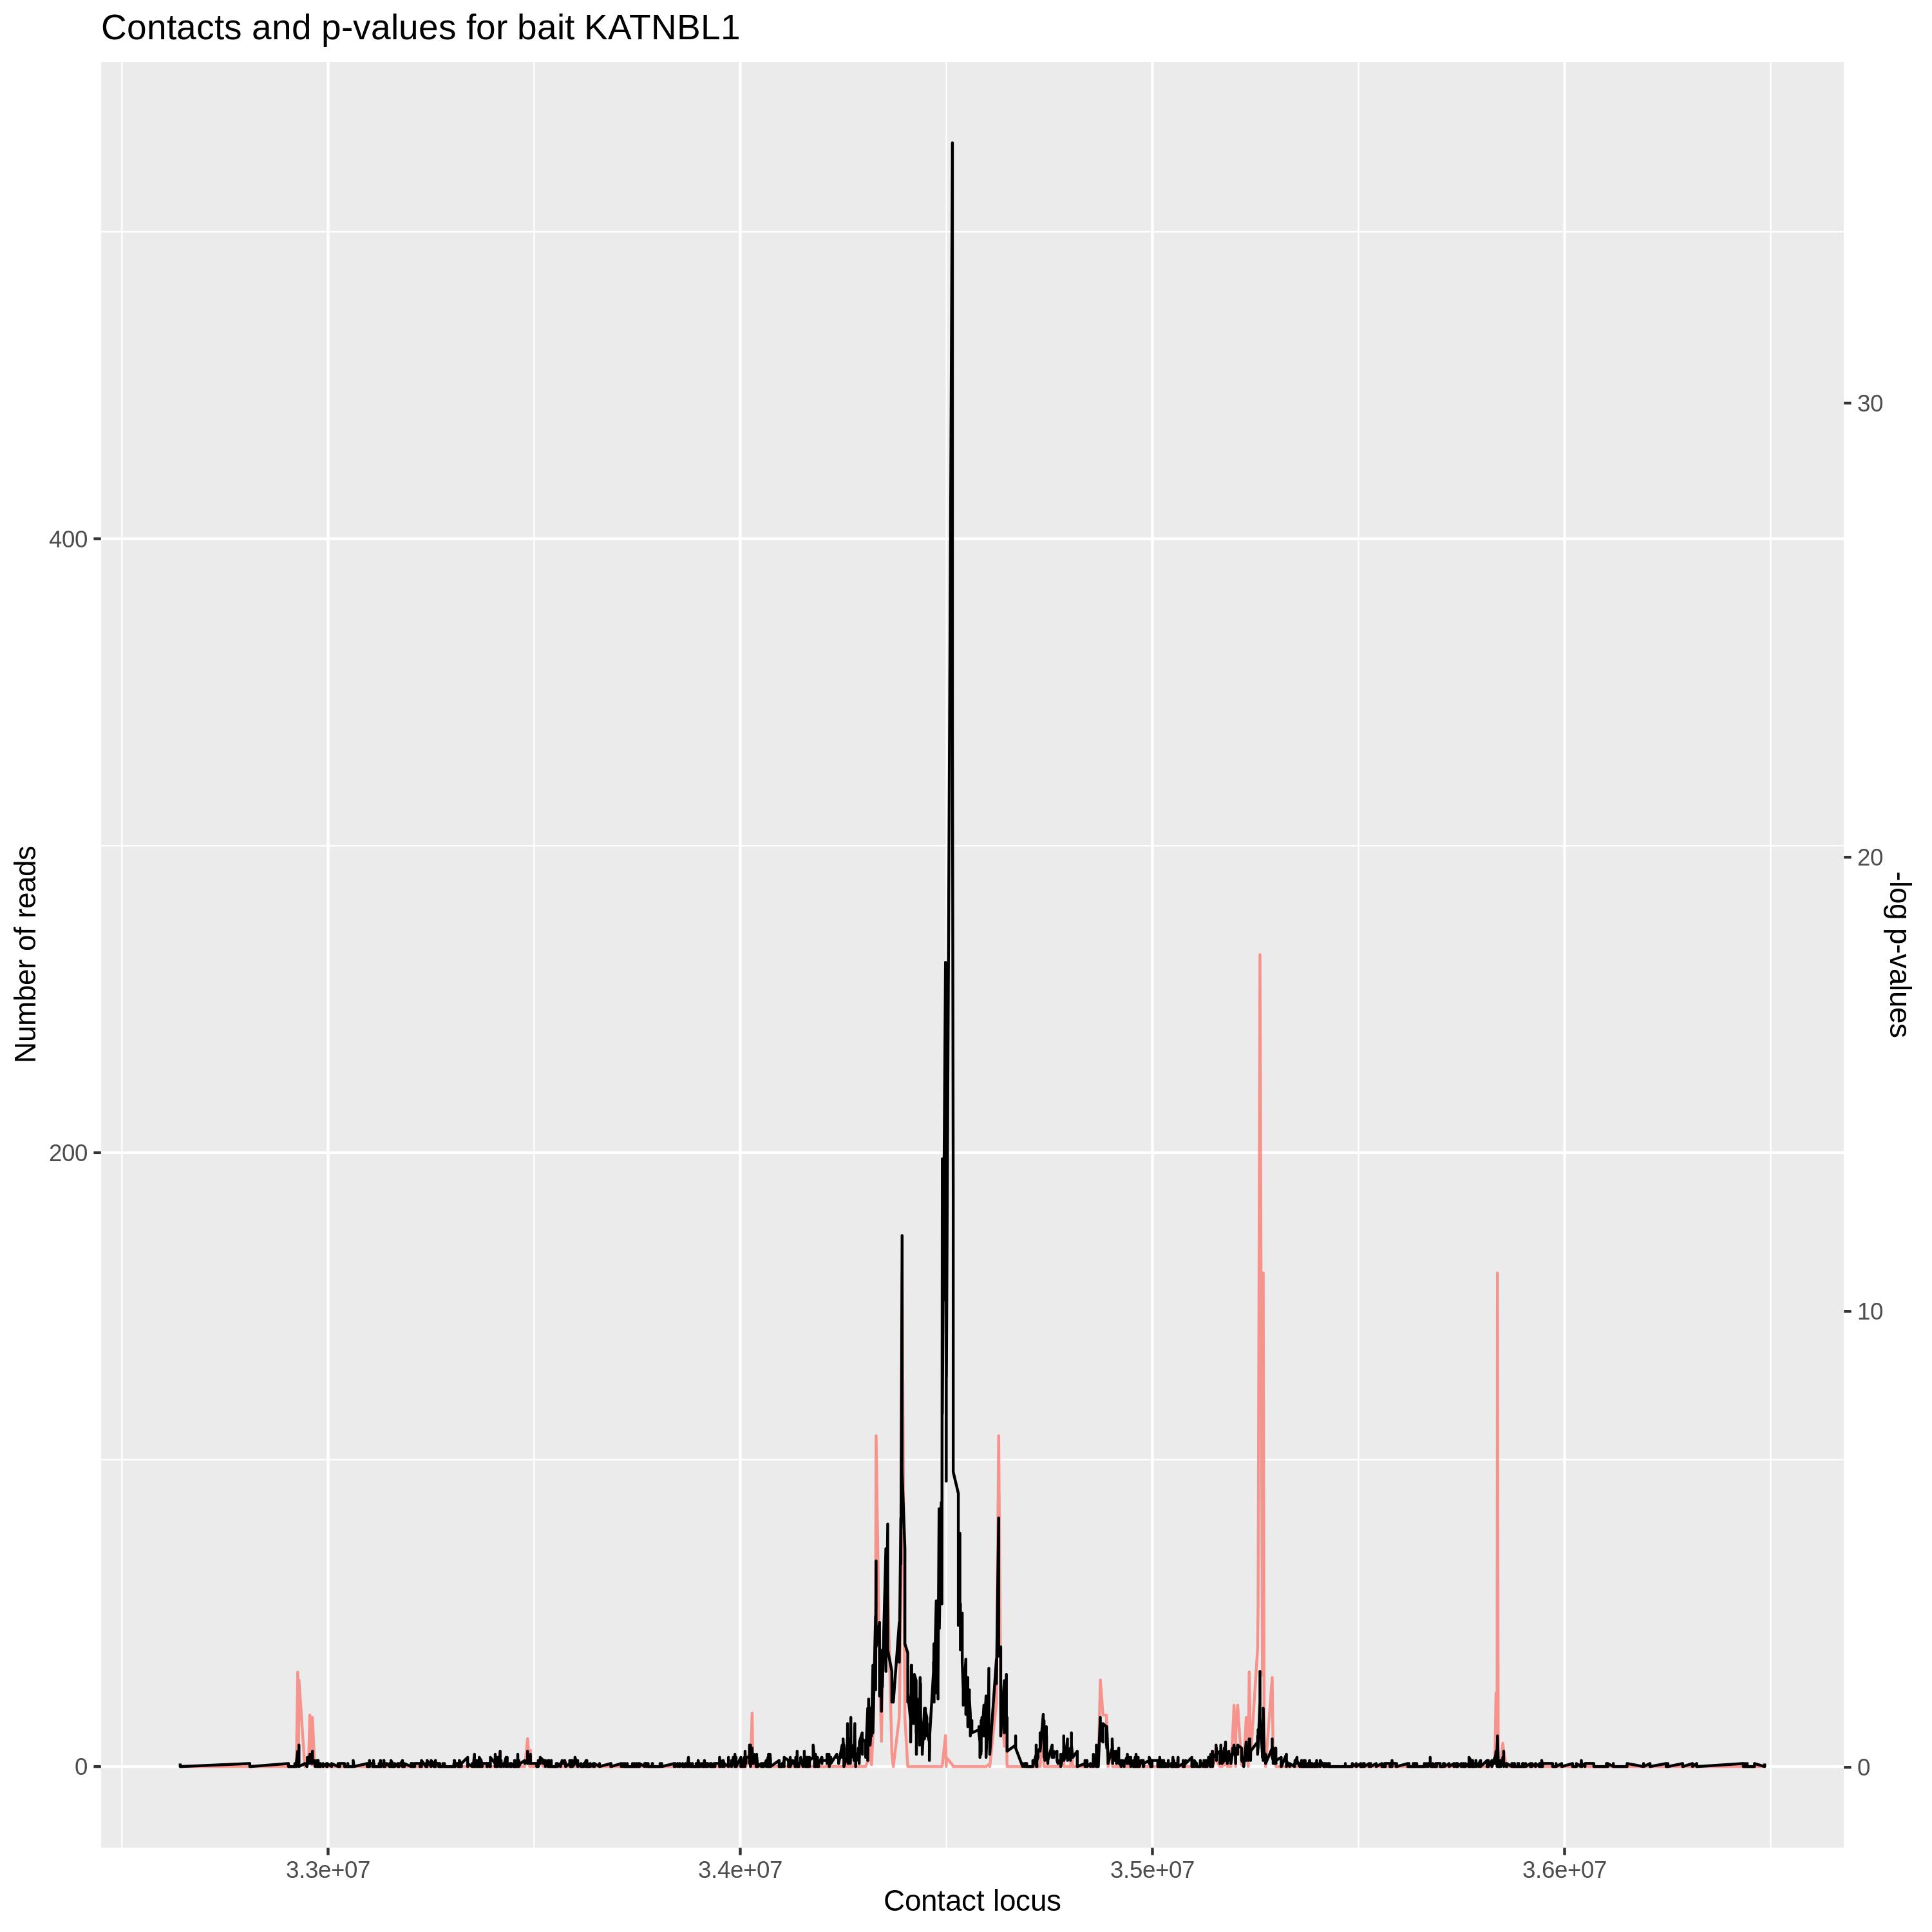 Contacts and p-values for bait KATNBL1
Number of reads
400
200
0
30
20
10
0
-log p-values
3.3e+07
3.4e+07
3.5e+07
3.6e+07
Contact locus